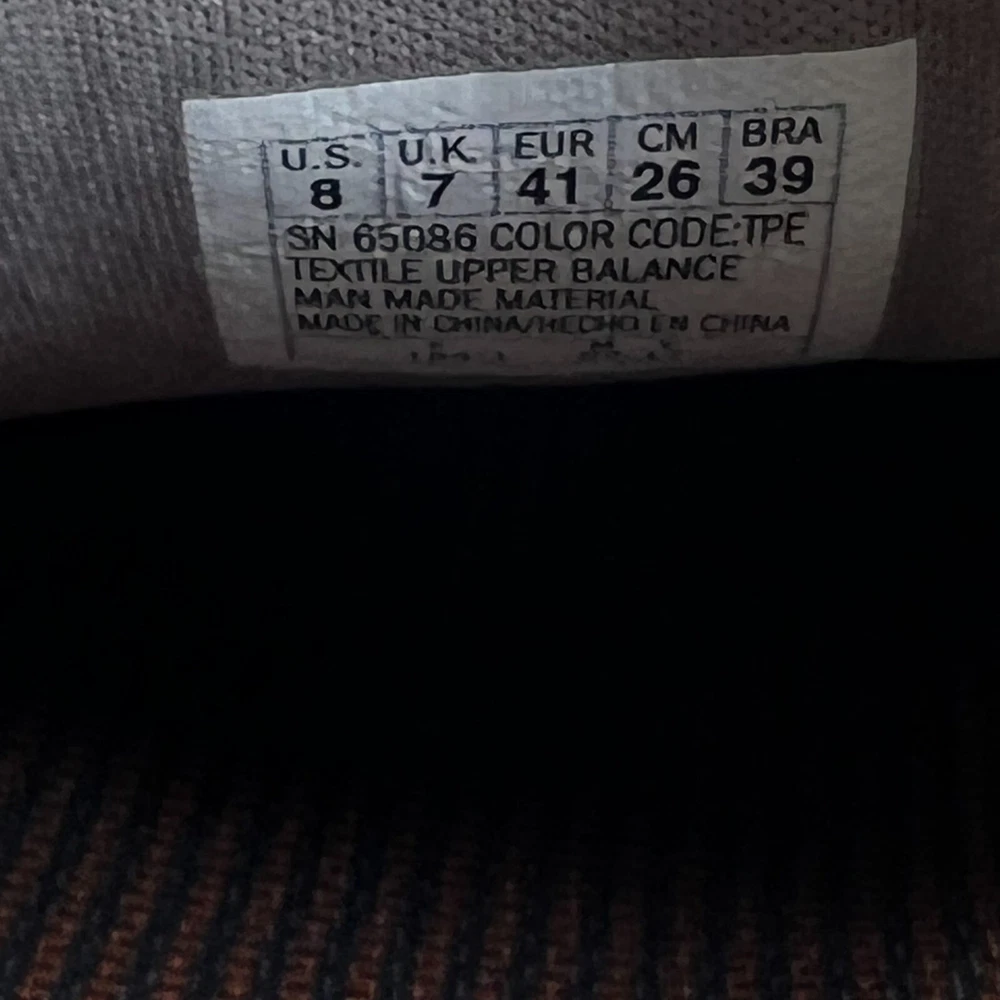 U.S. U.K. EUR CM BRA
8 7 41 26 39
SN 65086 COLOR CODE:TPE
TEXTILE UPPER BALANCE
MAN MADE MATERIAL
MADE IN CHINA/HECHO EN CHINA